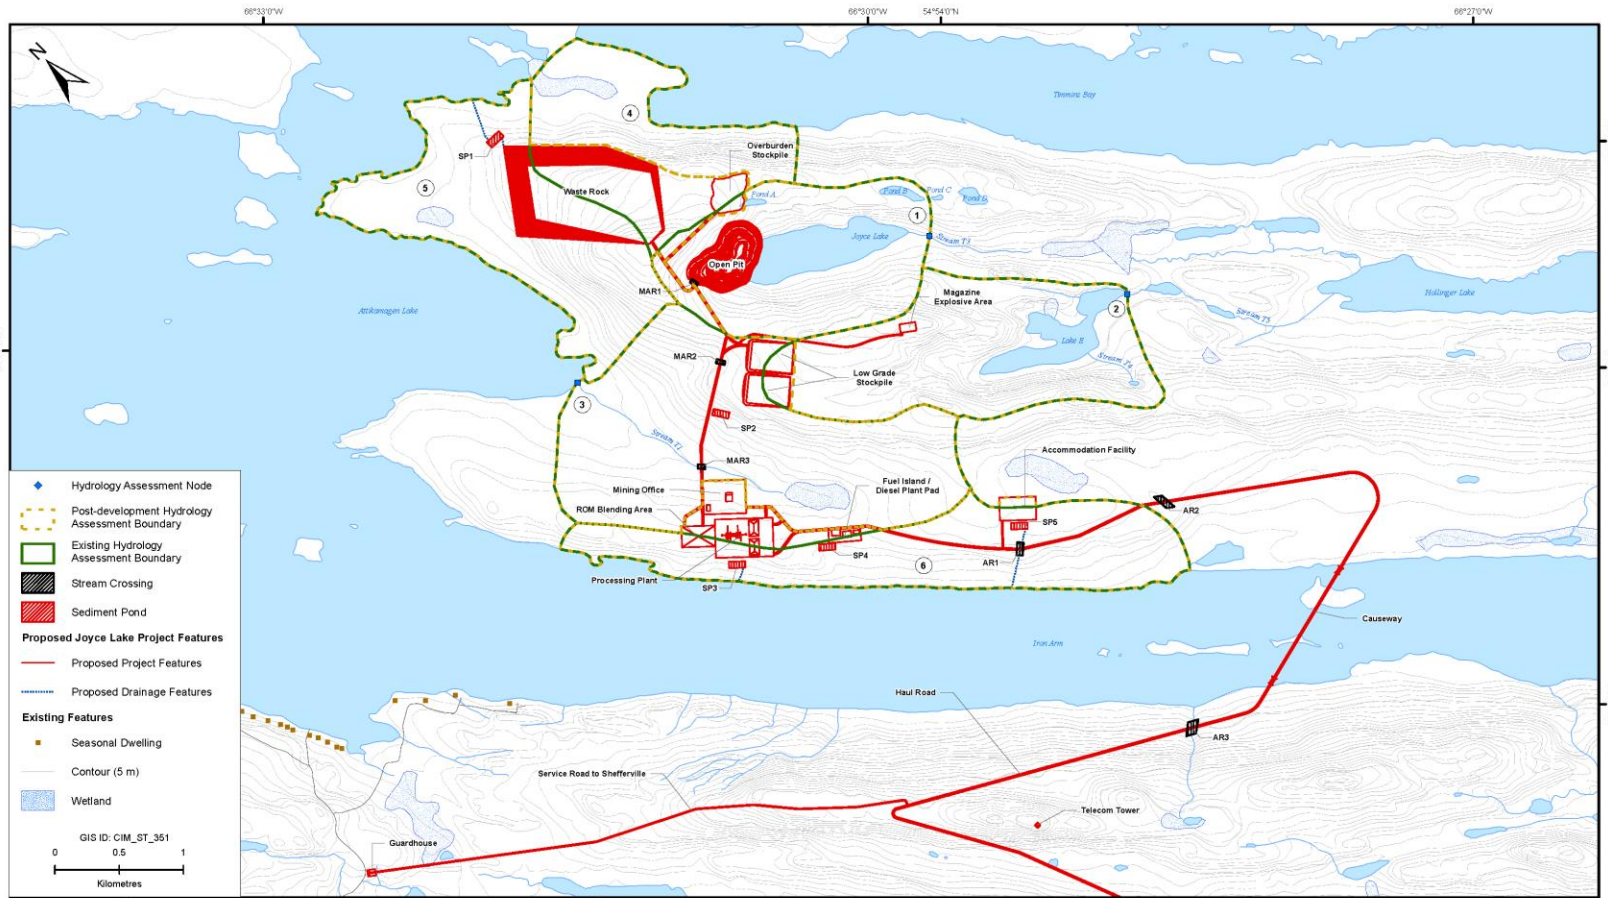 66°33'0"W
66°30'0"W
54°54'0"N
66°27'0"W
N
Timmins Bay
4
SP1
Overburden
Stockpile
5
Waste Rock
Pond A
Pond B
Pond C
Pond D
1
Joyce Lake
Stream T3
Open Pit
MAR1
Magazine
Explosive Area
Hollinger Lake
Attikamagen Lake
2
Stream T5
Lake E
MAR2
Stream T4
Low Grade
Stockpile
3
SP2
Stream T1
MAR3
Accommodation Facility
Mining Office
Fuel Island /
Diesel Plant Pad
ROM Blending Area
AR2
SP5
SP4
AR1
6
Processing Plant
SP3
Causeway
Iron Arm
Haul Road
AR3
Service Road to Shefferville
Telecom Tower
Guardhouse
Hydrology Assessment Node
Post-development Hydrology
Assessment Boundary
Existing Hydrology
Assessment Boundary
Stream Crossing
Sediment Pond
Proposed Joyce Lake Project Features
Proposed Project Features
Proposed Drainage Features
Existing Features
Seasonal Dwelling
Contour (5 m)
Wetland
GIS ID: CIM_ST_351
0 0.5 1
Kilometres